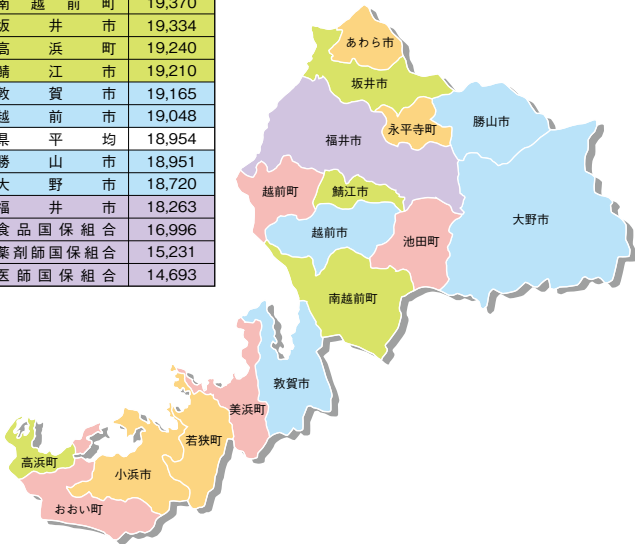 南越前町 19,370
坂井市 19,334
高浜町 19,240
鯖江市 19,210
敦賀市 19,165
越前市 19,048
県平均 18,954
勝山市 18,951
大野市 18,720
福井市 18,263
食品国保組合 16,996
薬剤師国保組合 15,231
医師国保組合 14,693
あわら市
坂井市
永平寺町
勝山市
福井市
越前町
鯖江市
大野市
越前市
池田町
南越前町
敦賀市
美浜町
若狭町
高浜町
小浜市
おおい町